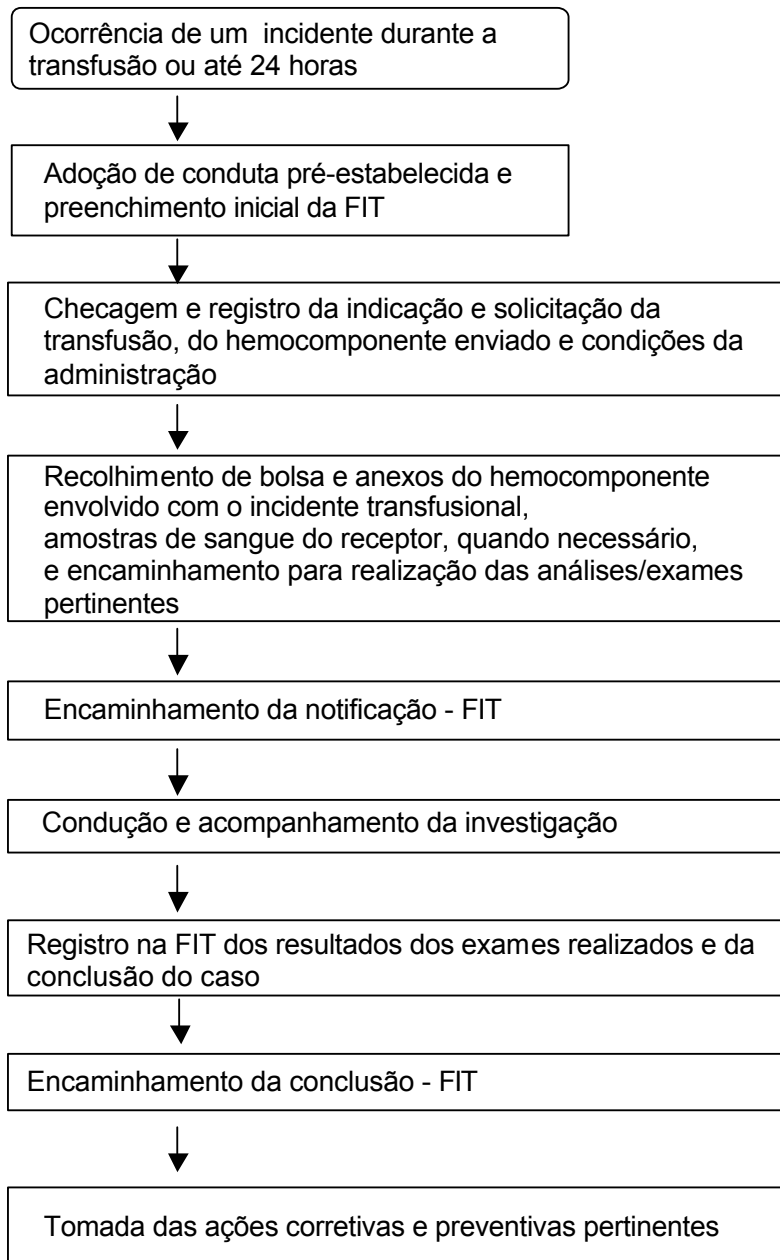 Ocorrência de um incidente durante a
transfusão ou até 24 horas
Adoção de conduta pré-estabelecida e
preenchimento inicial da FIT
Checagem e registro da indicação e solicitação da
transfusão, do hemocomponente enviado e condições da
administração
Recolhimento de bolsa e anexos do hemocomponente
envolvido com o incidente transfusional,
amostras de sangue do receptor, quando necessário,
e encaminhamento para realização das análises/exames
pertinentes
Encaminhamento da notificação - FIT
Condução e acompanhamento da investigação
Registro na FIT dos resultados dos exames realizados e da
conclusão do caso
Encaminhamento da conclusão - FIT
Tomada das ações corretivas e preventivas pertinentes